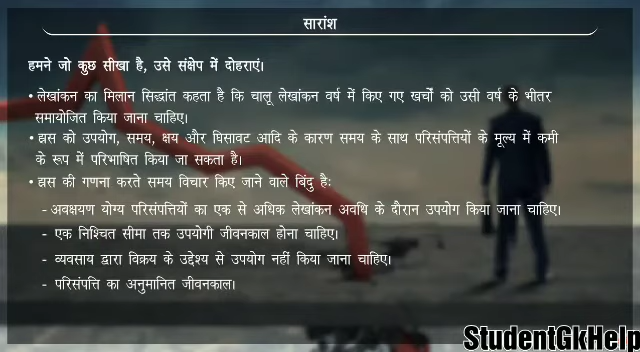 सारांश
हमने जो कुछ सीखा है, उसे संक्षेप में दोहराएं।
• लेखांकन का मिलान सिद्धांत कहता है कि चालू लेखांकन वर्ष में किए गए खर्चों को उसी वर्ष के भीतर
समायोजित किया जाना चाहिए।
• ह्रास को उपयोग, समय, क्षय और घिसावट आदि के कारण समय के साथ परिसंपत्तियों के मूल्य में कमी
के रूप में परिभाषित किया जा सकता है।
• ह्रास की गणना करते समय विचार किए जाने वाले बिंदु है:
- अवक्षयण योग्य परिसंपत्तियों का एक से अधिक लेखांकन अवधि के दौरान उपयोग किया जाना चाहिए।
- एक निश्चित सीमा तक उपयोगी जीवनकाल होना चाहिए।
- व्यवसाय द्वारा विक्रय के उद्देश्य से उपयोग नहीं किया जाना चाहिए।
- परिसंपत्ति का अनुमानित जीवनकाल।
StudentGkHelp